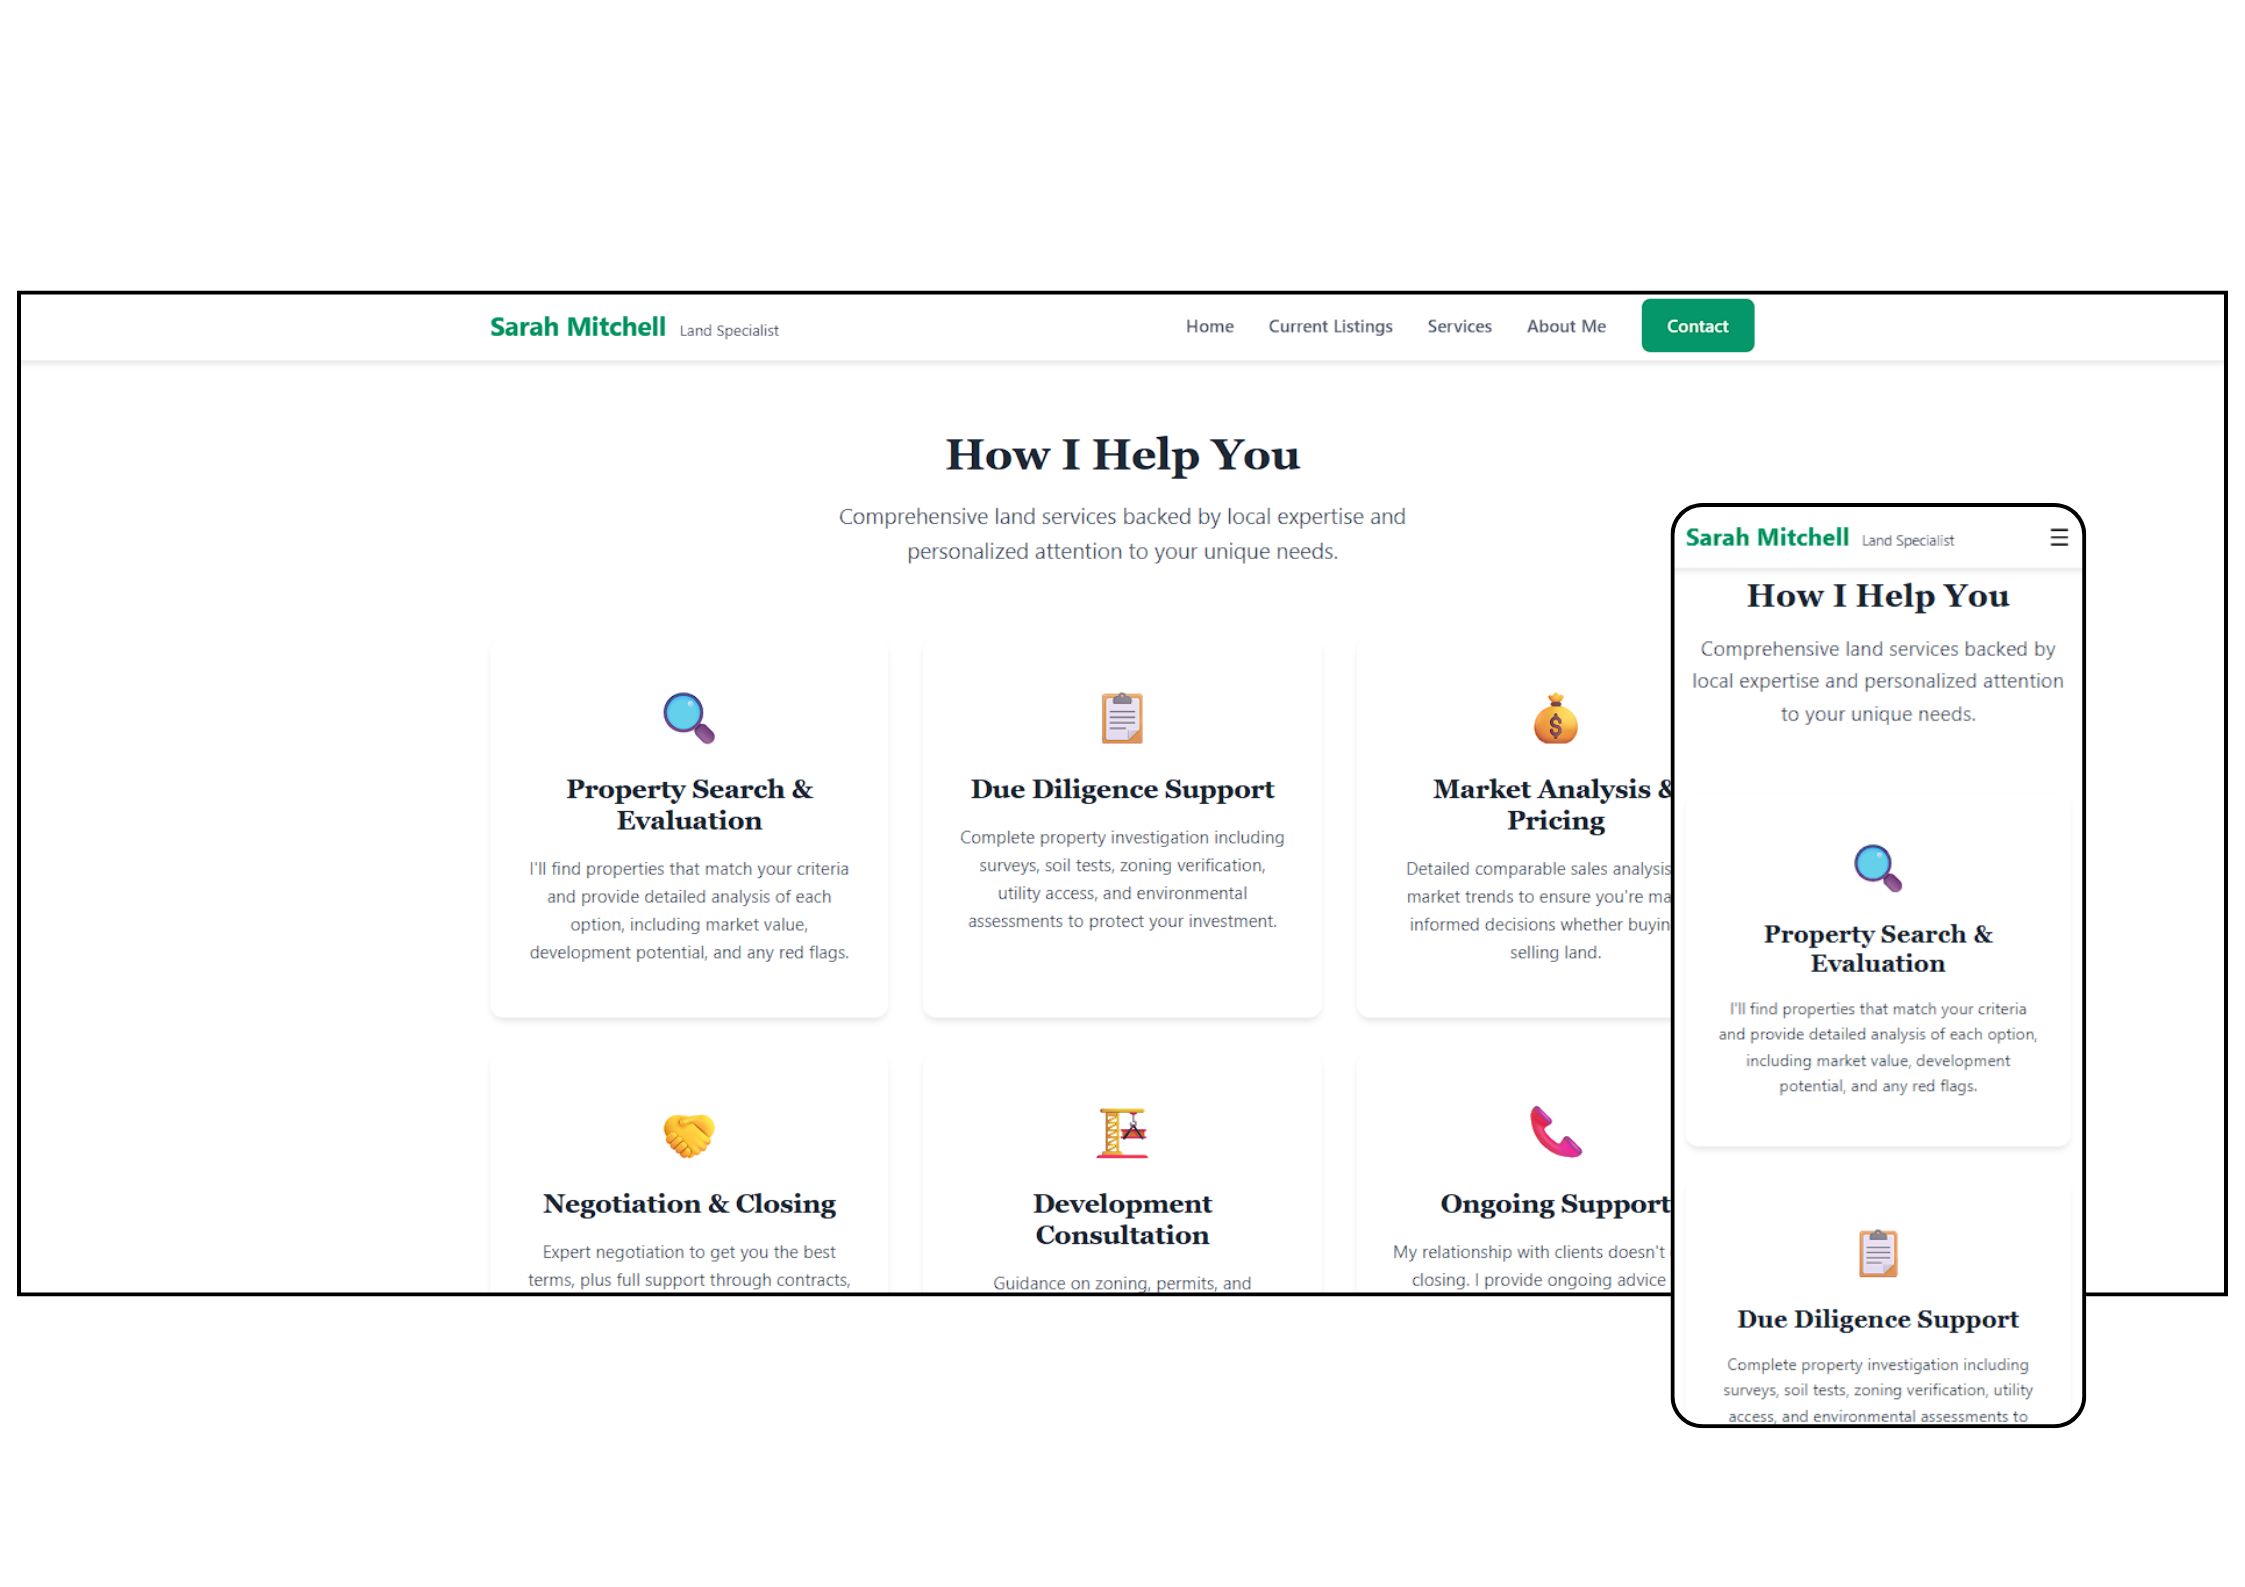 Sarah Mitchell Land Specialist
Home Current Listings Services About Me Contact
How I Help You
Comprehensive land services backed by local expertise and
personalized attention to your unique needs.
Property Search &
Evaluation
I'll find properties that match your criteria
and provide detailed analysis of each
option, including market value,
development potential, and any red flags.
Due Diligence Support
Complete property investigation including
surveys, soil tests, zoning verification,
utility access, and environmental
assessments to protect your investment.
Market Analysis &
Pricing
Detailed comparable sales analysis
market trends to ensure you're
informed decisions whether
selling land.
Negotiation & Closing
Expert negotiation to get you the best
terms, plus full support through contracts,
Development
Consultation
Guidance on zoning, permits, and
Ongoing Support
My relationship with clients doesn't
closing. I provide ongoing advice
Sarah Mitchell Land Specialist
How I Help You
Comprehensive land services backed by
local expertise and personalized attention
to your unique needs.
Property Search &
Evaluation
I'll find properties that match your criteria
and provide detailed analysis of each option,
including market value, development
potential, and any red flags.
Due Diligence Support
Complete property investigation including
surveys, soil tests, zoning verification, utility
access, and environmental assessments to